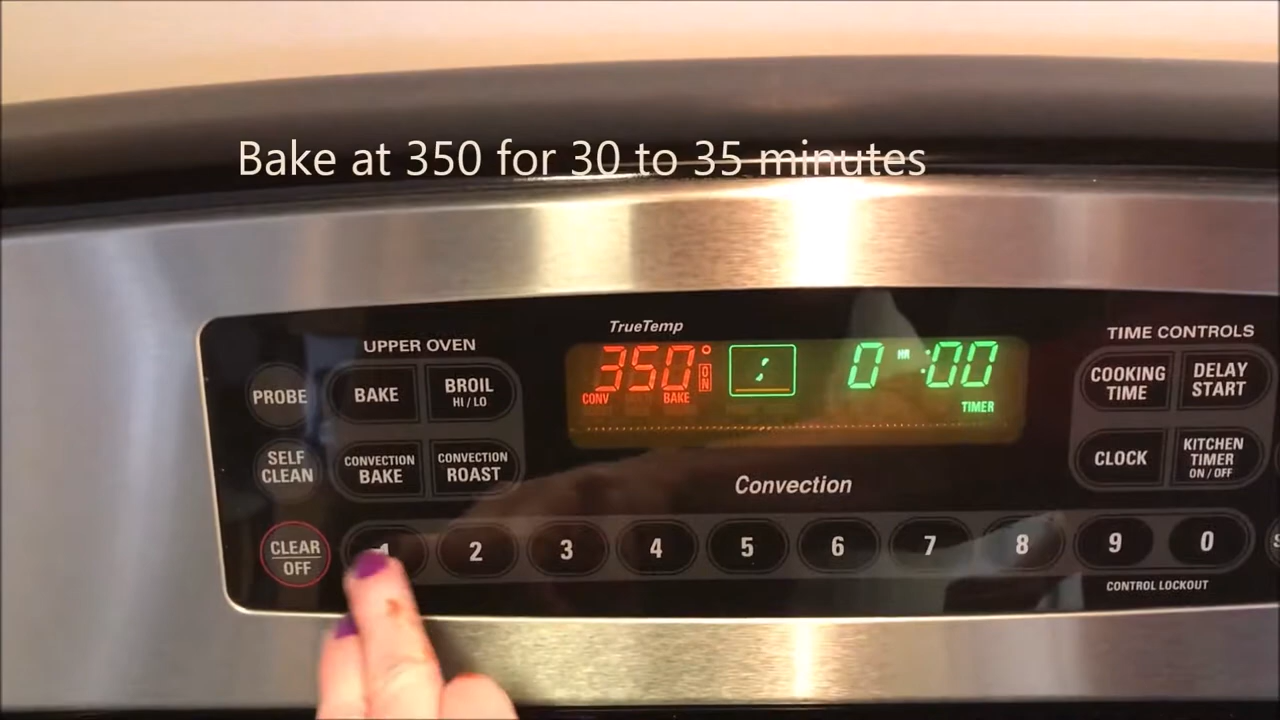 Bake at 350 for 30 to 35 minutes
TrueTemp
UPPER OVEN
TIME CONTROLS
PROBE
BAKE
BROIL
HI / LO
350°
ON
CONV
BAKE
0 HR :00
TIMER
COOKING
TIME
DELAY
START
SELF
CLEAN
CONVECTION
BAKE
CONVECTION
ROAST
Convection
CLOCK
KITCHEN
TIMER
ON / OFF
CLEAR
OFF
1 2 3 4 5 6 7 8 9 0
CONTROL LOCKOUT